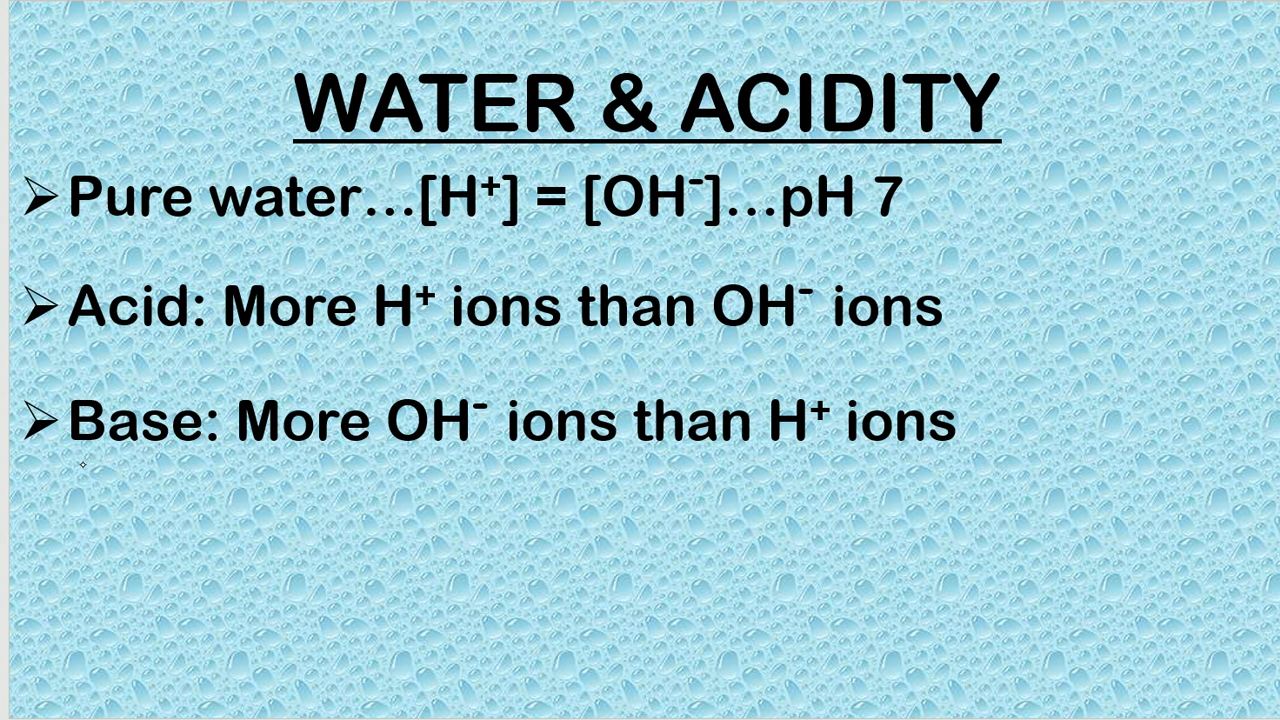 WATER & ACIDITY
➢Pure water…[H⁺] = [OH⁻]…pH 7
➢Acid: More H⁺ ions than OH⁻ ions
➢Base: More OH⁻ ions than H⁺ ions